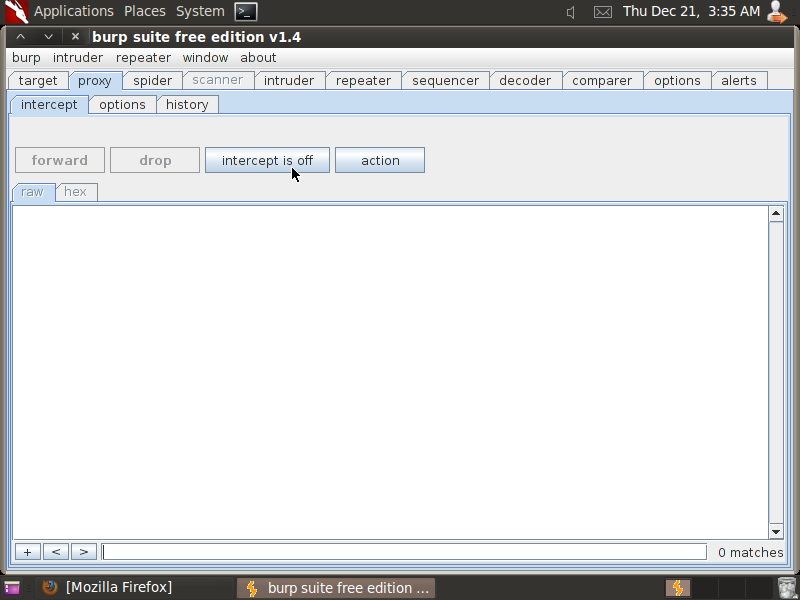 Applications Places System Thu Dec 21, 3:35 AM
burp suite free edition v1.4
burp intruder repeater window about
target proxy spider scanner intruder repeater sequencer decoder comparer options alerts
intercept options history
forward drop intercept is off action
raw hex
+ < > 0 matches
[Mozilla Firefox] burp suite free edition ...